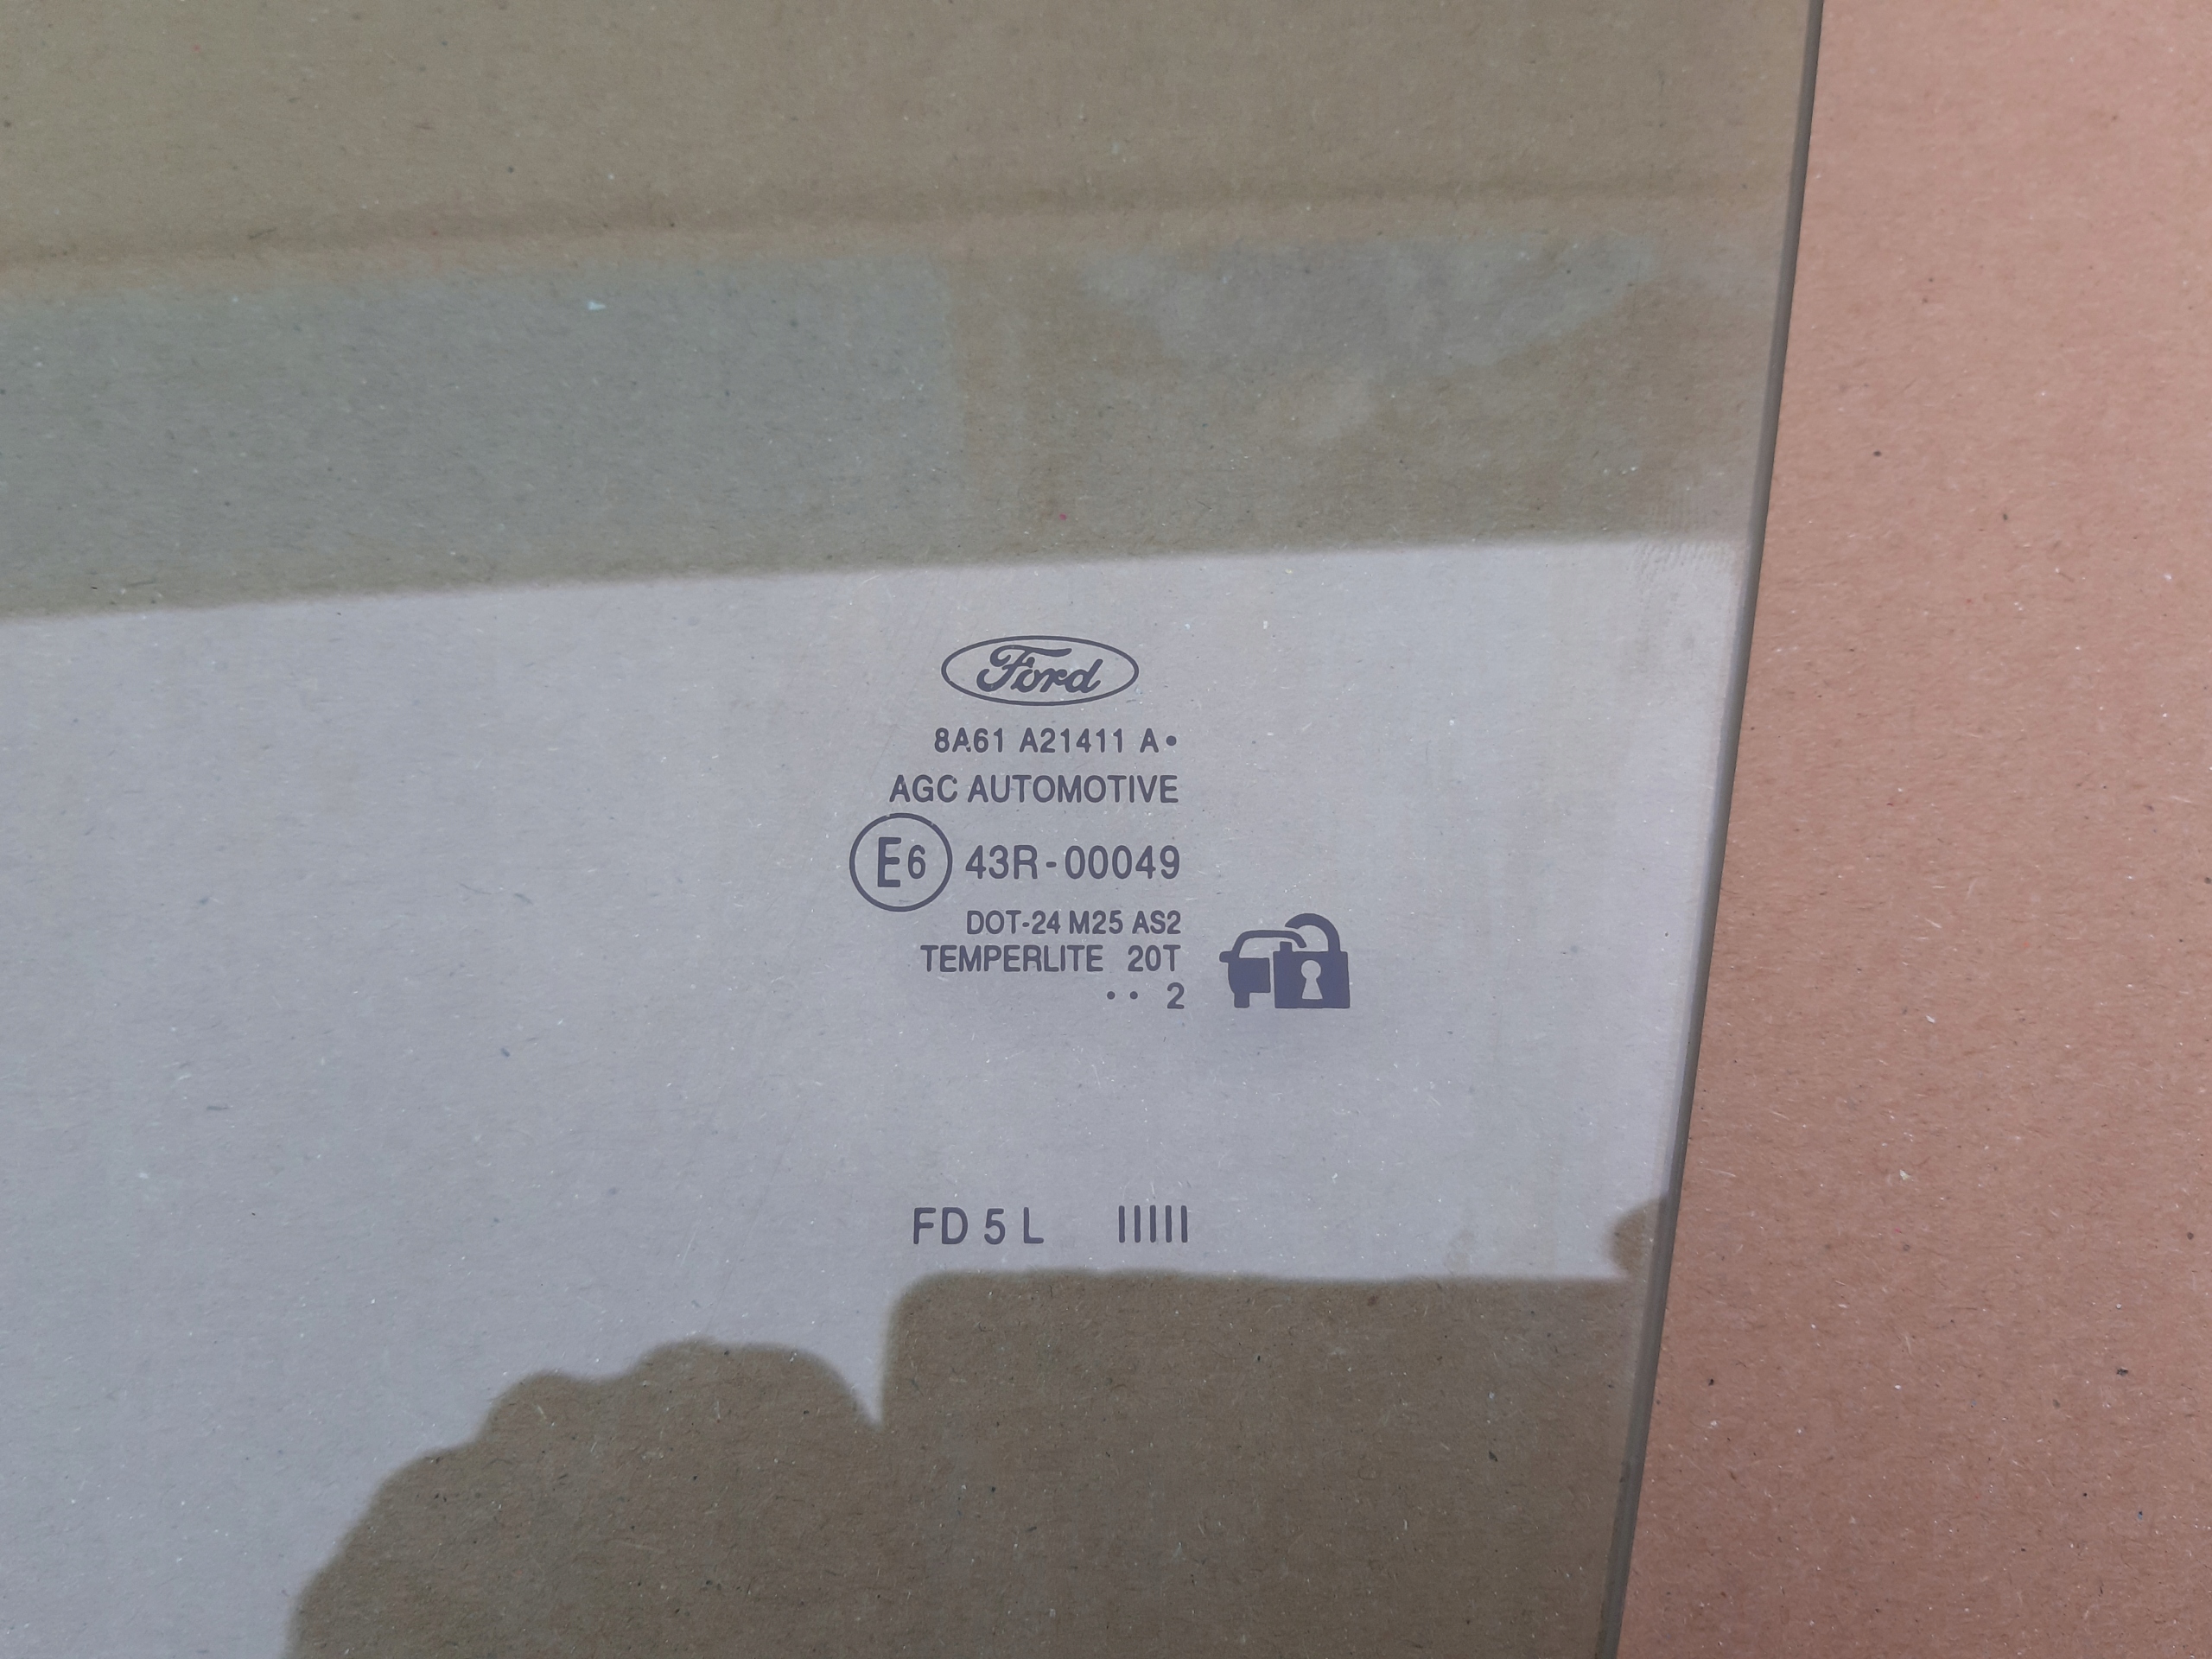 Ford
8A61 A21411 A•
AGC AUTOMOTIVE
E6 43R-00049
DOT-24 M25 AS2
TEMPERLITE 20T
•• 2
FD 5 L IIIII